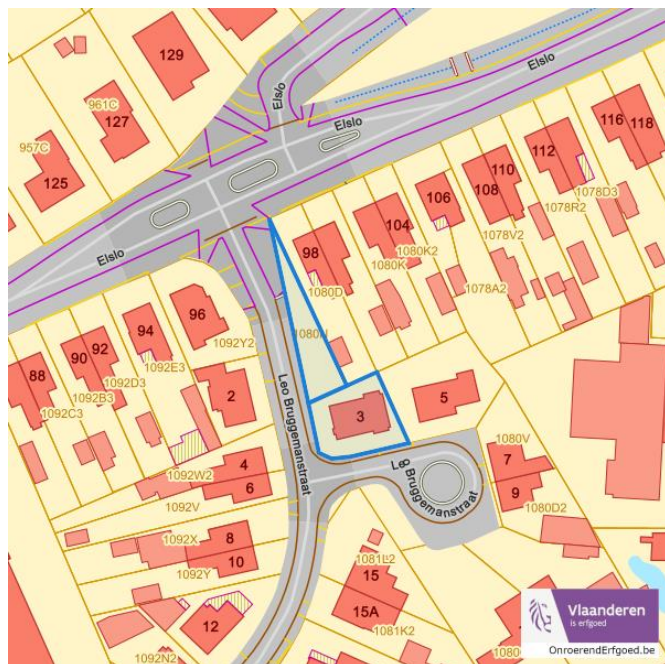 129
961C
127
957C
125
Elslo
Elslo
Elslo
Elslo
116
118
112
1078D3
110
108
1078R2
106
1078V2
104
1080K2
1080K
1078A2
98
1080D
96
94
1092Y2
92
90
1092E3
88
1092D3
1092B3
1092C3
2
Leo Bruggemanstraat
3
5
Leo Bruggemanstraat
1080V
7
9
1080D2
1092W2
4
6
1092V
8
1092X
10
1092Y
1081L2
15
15A
1081K2
12
1092N2
Vlaanderen
is erfgoed
OnroerendErfgoed.be